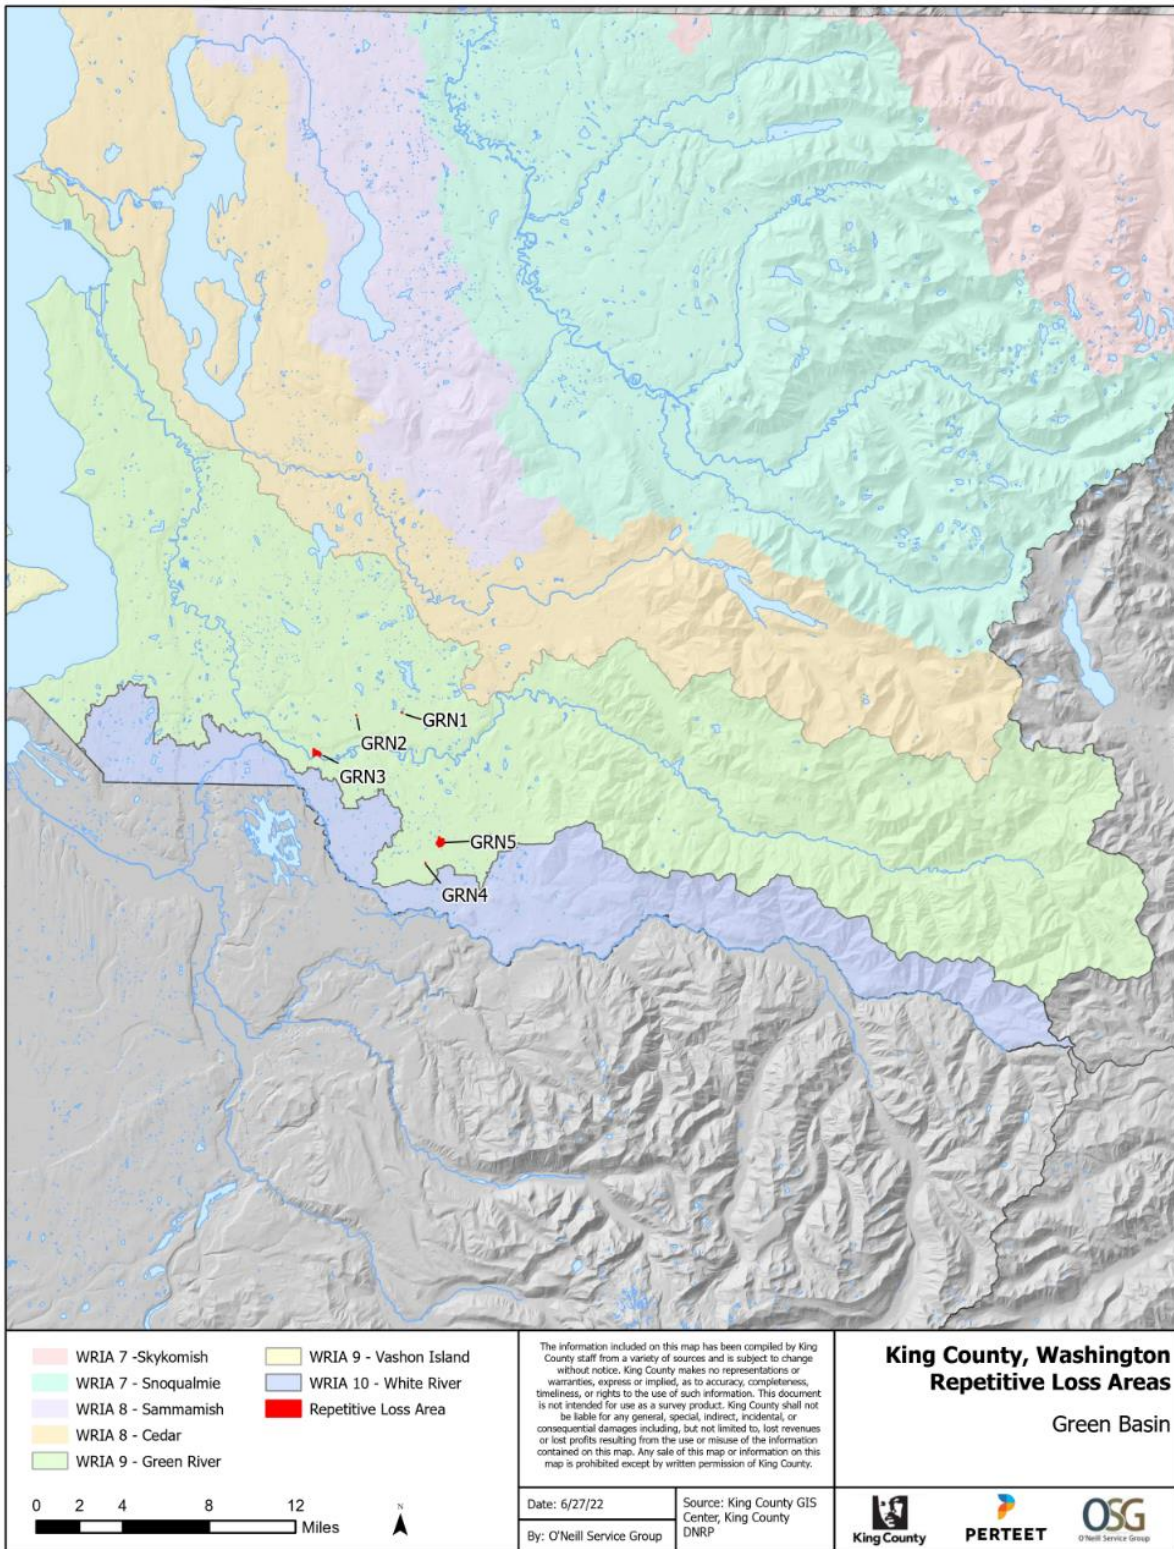 GRN1
GRN2
GRN3
GRN5
GRN4
WRIA 7 -Skykomish
WRIA 7 - Snoqualmie
WRIA 8 - Sammamish
WRIA 8 - Cedar
WRIA 9 - Green River
WRIA 9 - Vashon Island
WRIA 10 - White River
Repetitive Loss Area
0 2 4 8 12
Miles
N
The information included on this map has been compiled by King
County staff from a variety of sources and is subject to change
without notice. King County makes no representations or
warranties, express or implied, as to accuracy, completeness,
timeliness, or rights to the use of such information. This document
is not intended for use as a survey product. King County shall not
be liable for any general, special, indirect, incidental, or
consequential damages including, but not limited to, lost revenues
or lost profits resulting from the use or misuse of the information
contained on this map. Any sale of this map or information on this
map is prohibited except by written permission of King County.
Date: 6/27/22
By: O'Neill Service Group
Source: King County GIS
Center, King County
DNRP
King County, Washington
Repetitive Loss Areas
Green Basin
King County
PERTEET
OSG
O'Neill Service Group